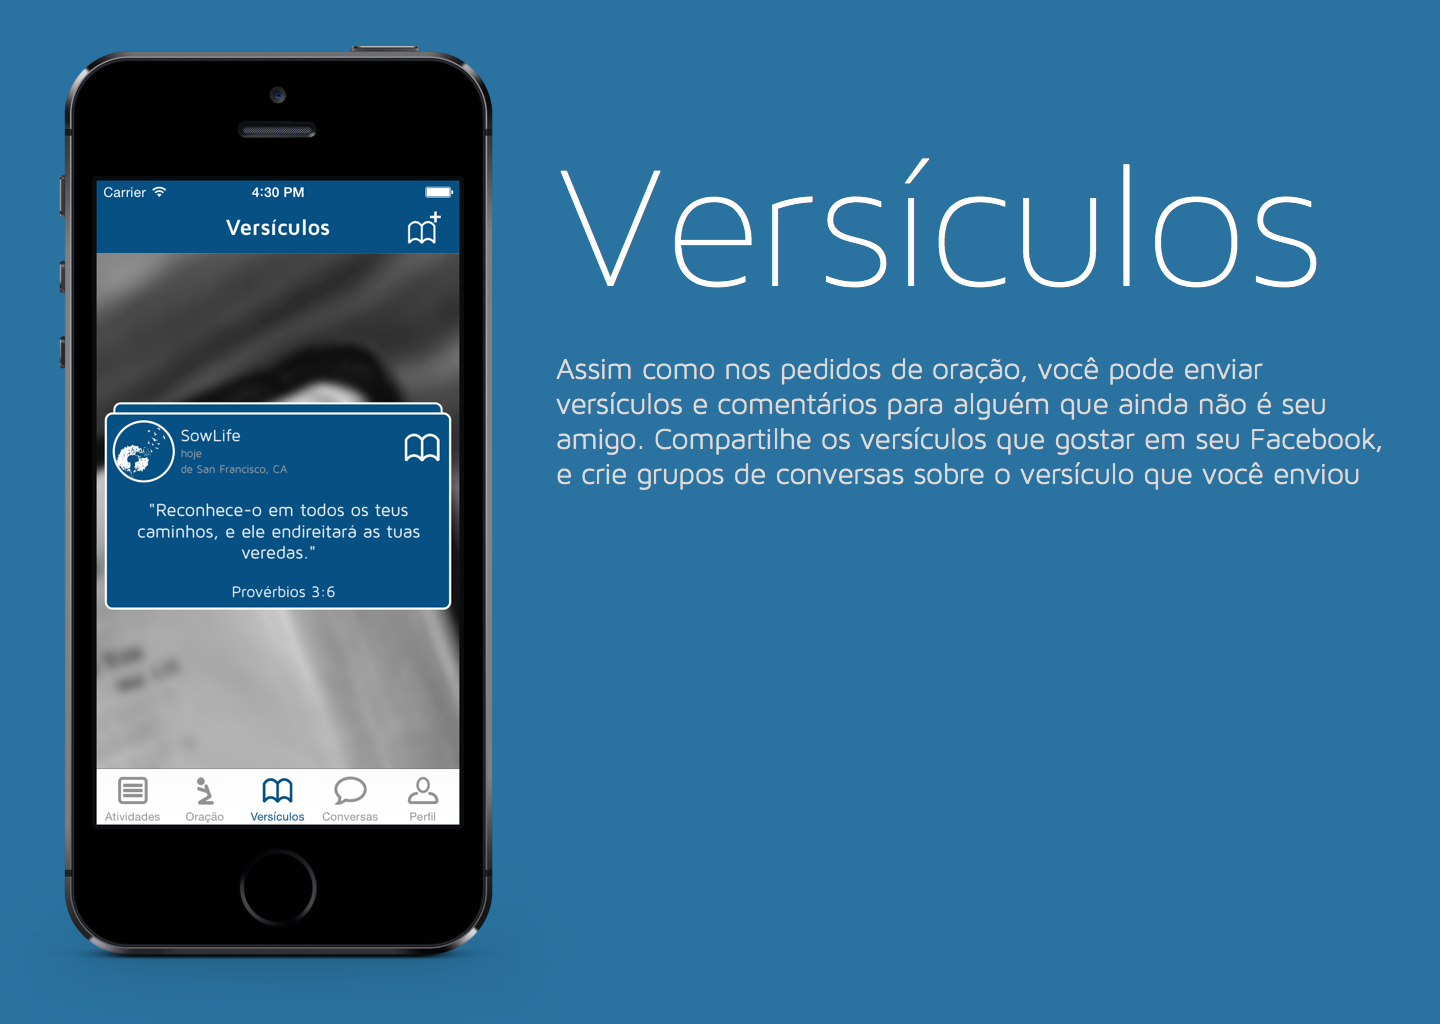 Carrier 4:30 PM
Versículos
SowLife
hoje
de San Francisco, CA
"Reconhece-o em todos os teus
caminhos, e ele endireitará as tuas
veredas."
Provérbios 3:6
Atividades Oração Versículos Conversas Perfil
Versículos
Assim como nos pedidos de oração, você pode enviar
versículos e comentários para alguém que ainda não é seu
amigo. Compartilhe os versículos que gostar em seu Facebook,
e crie grupos de conversas sobre o versículo que você enviou